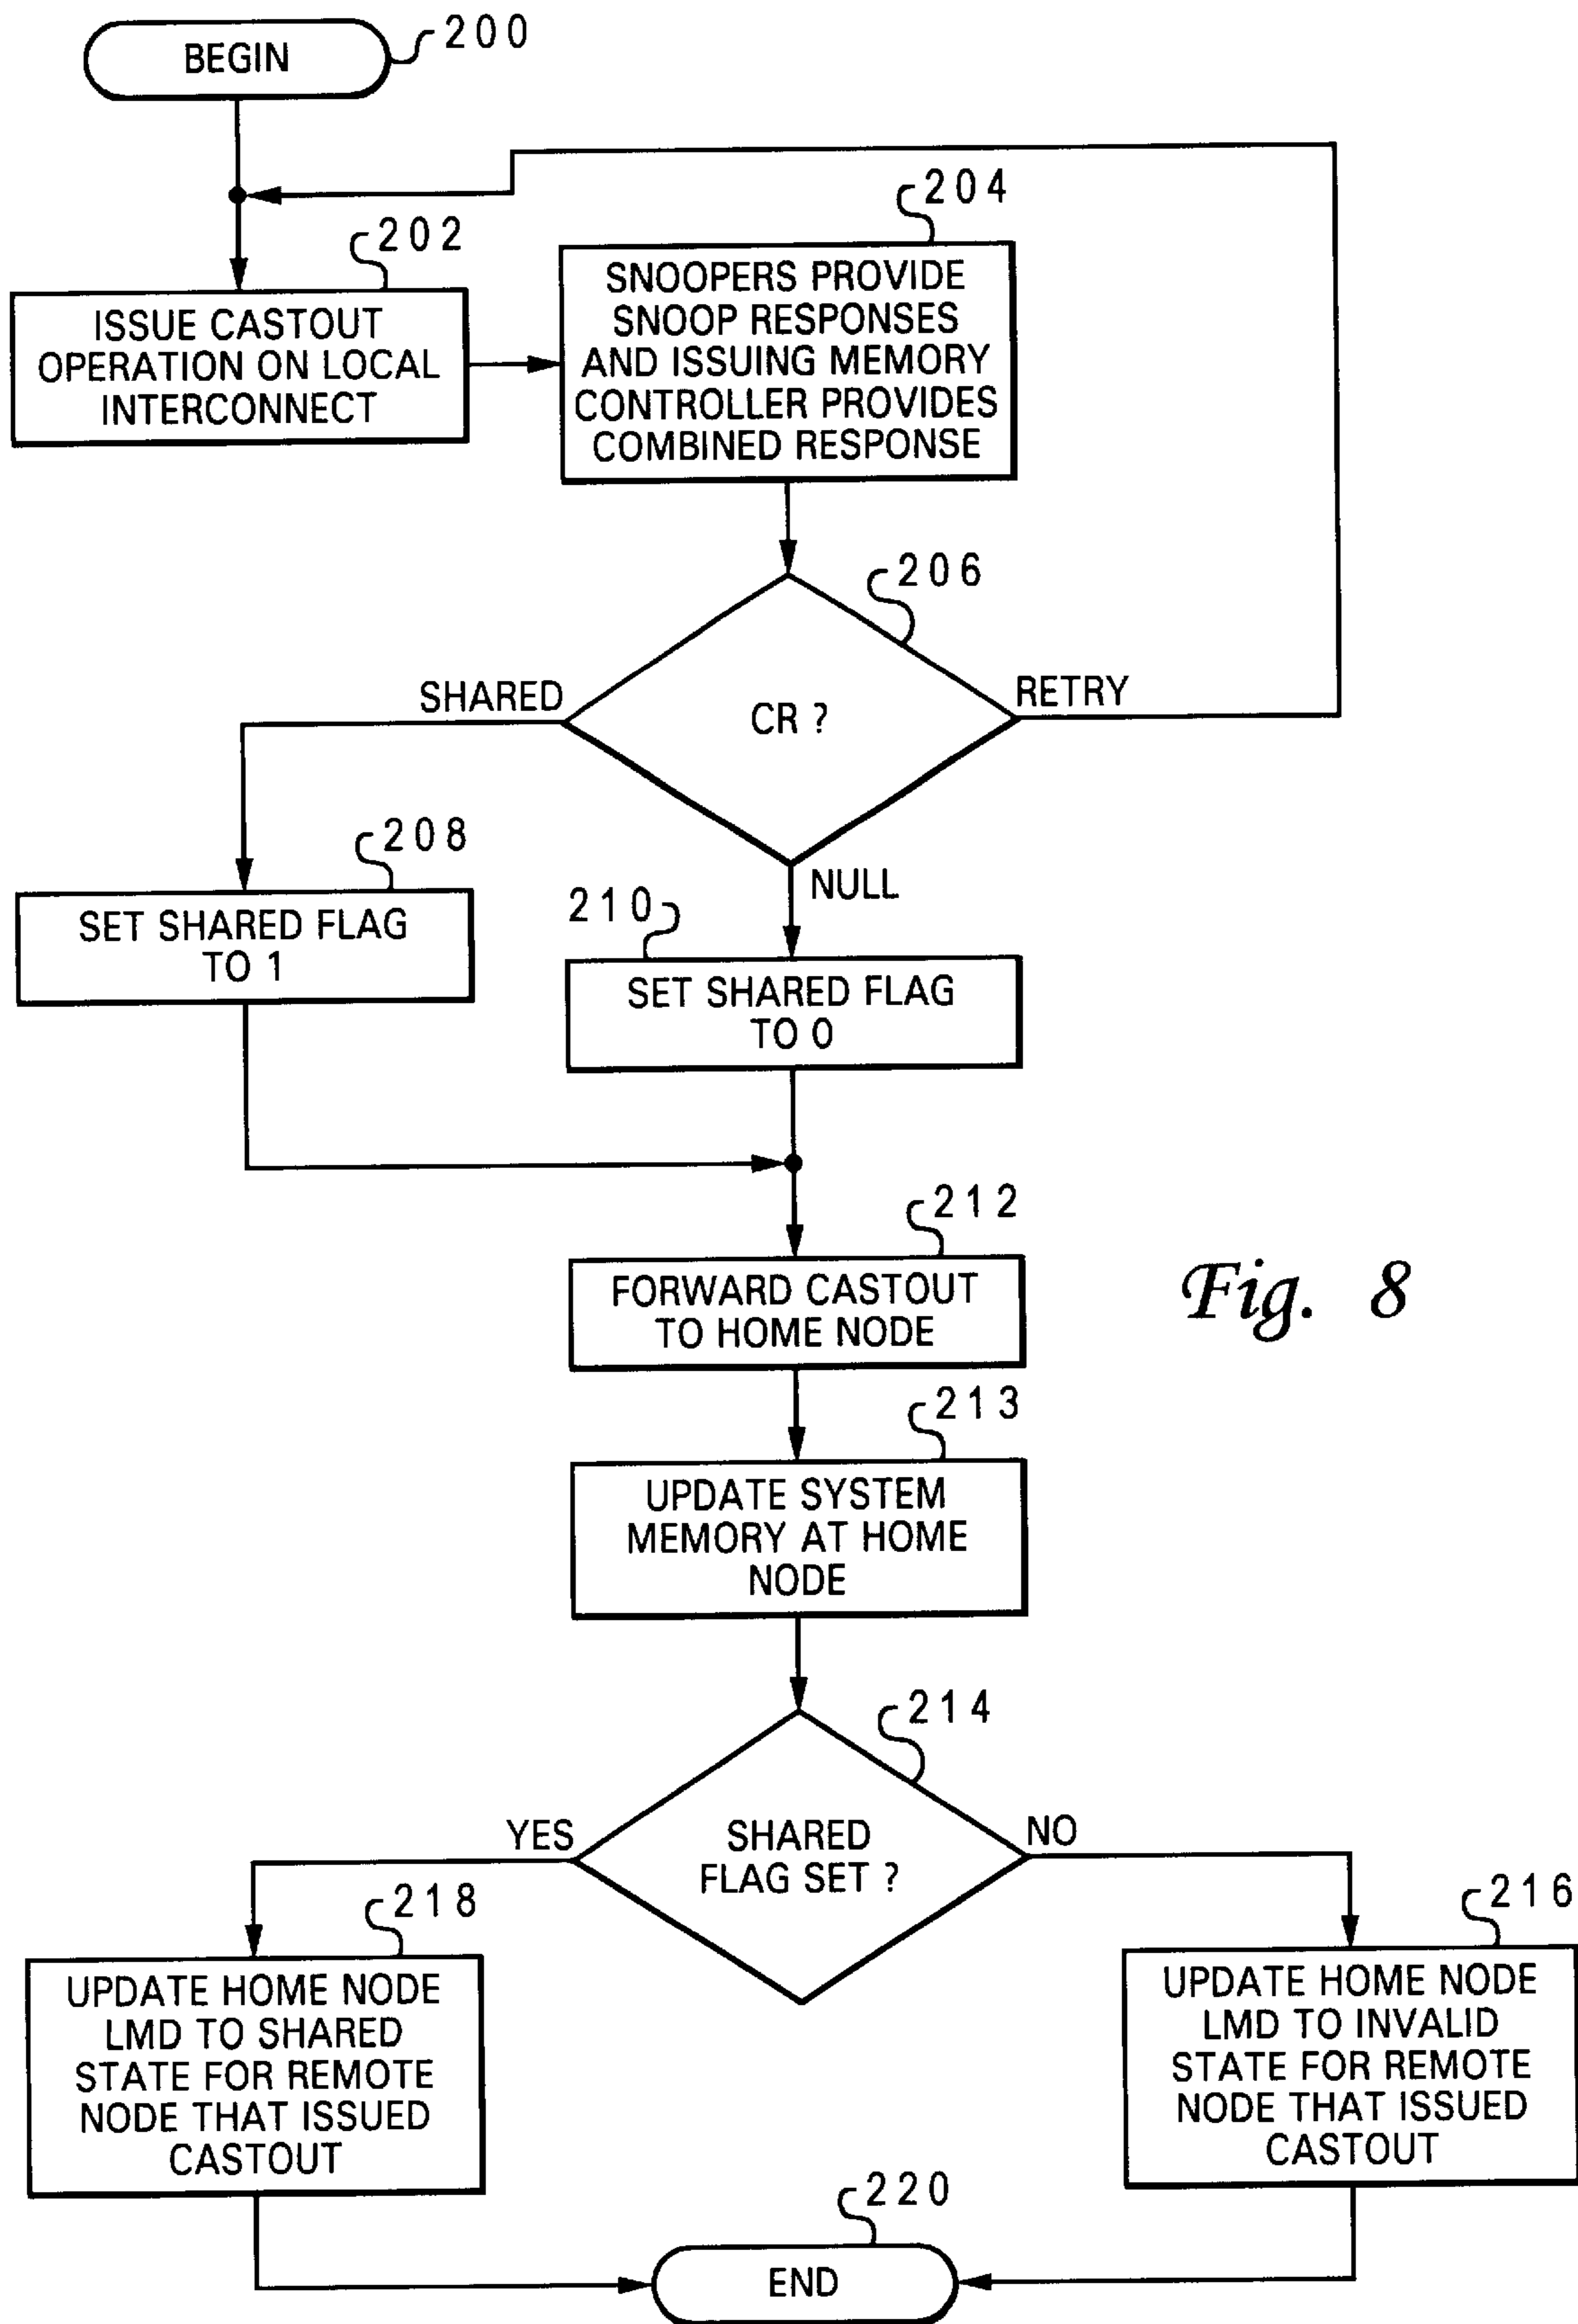 BEGIN
200
202
ISSUE CASTOUT
OPERATION ON LOCAL
INTERCONNECT
204
SNOOPERS PROVIDE
SNOOP RESPONSES
AND ISSUING MEMORY
CONTROLLER PROVIDES
COMBINED RESPONSE
206
CR ?
SHARED
RETRY
NULL
208
SET SHARED FLAG
TO 1
210
SET SHARED FLAG
TO 0
212
FORWARD CASTOUT
TO HOME NODE
Fig. 8
213
UPDATE SYSTEM
MEMORY AT HOME
NODE
214
SHARED
FLAG SET ?
YES
NO
218
UPDATE HOME NODE
LMD TO SHARED
STATE FOR REMOTE
NODE THAT ISSUED
CASTOUT
216
UPDATE HOME NODE
LMD TO INVALID
STATE FOR REMOTE
NODE THAT ISSUED
CASTOUT
220
END